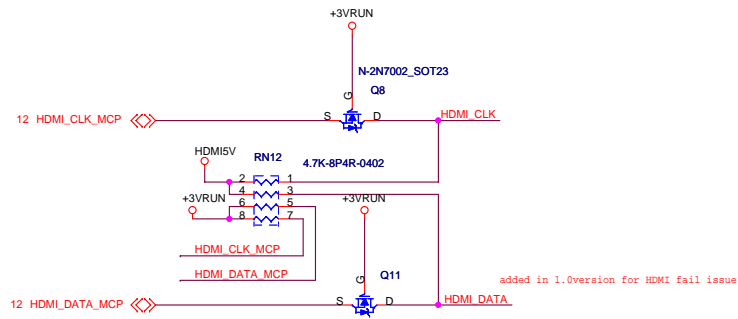 +3VRUN
N-2N7002_SOT23
Q8
G
12 HDMI_CLK_MCP
S
D
HDMI_CLK
HDMI5V
RN12
4.7K-8P4R-0402
2
1
4
3
+3VRUN
6
5
+3VRUN
8
7
HDMI_CLK_MCP
HDMI_DATA_MCP
G
Q11
added in 1.0version for HDMI fail issue
12 HDMI_DATA_MCP
S
D
HDMI_DATA